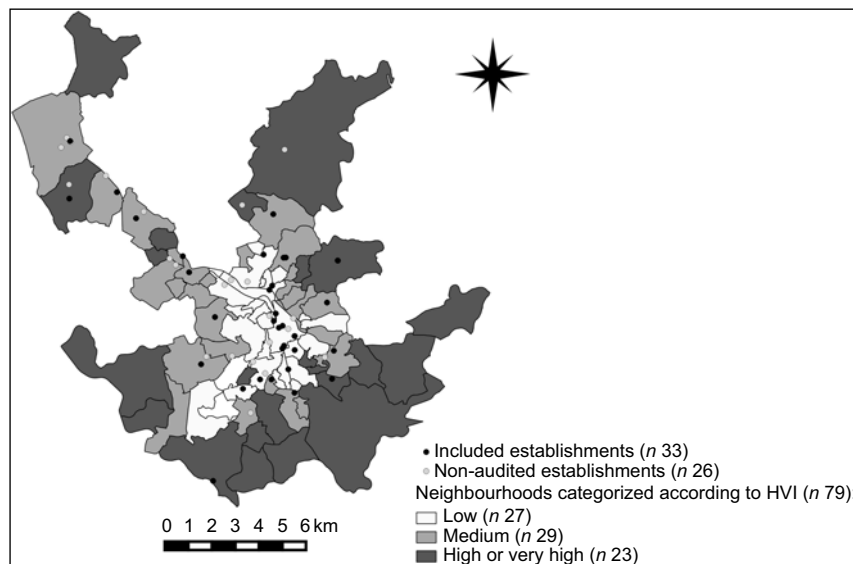 Included establishments (n 33)
Non-audited establishments (n 26)
Neighbourhoods categorized according to HVI (n 79)
Low (n 27)
Medium (n 29)
High or very high (n 23)
0 1 2 3 4 5 6 km